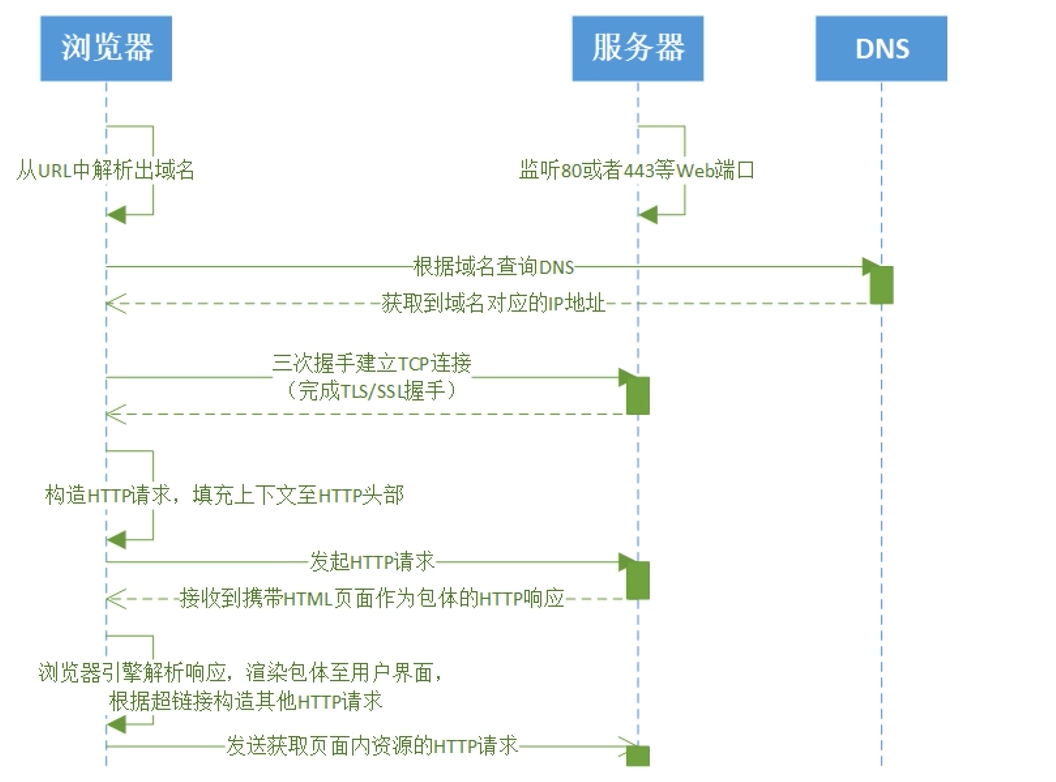 浏览器
服务器
DNS
从URL中解析出域名
监听80或者443等Web端口
根据域名查询DNS
获取到域名对应的IP地址
三次握手建立TCP连接
（完成TLS/SSL握手）
构造HTTP请求，填充上下文至HTTP头部
发起HTTP请求
接收到携带HTML页面作为包体的HTTP响应
浏览器引擎解析响应，渲染包体至用户界面，
根据超链接构造其他HTTP请求
发送获取页面内资源的HTTP请求